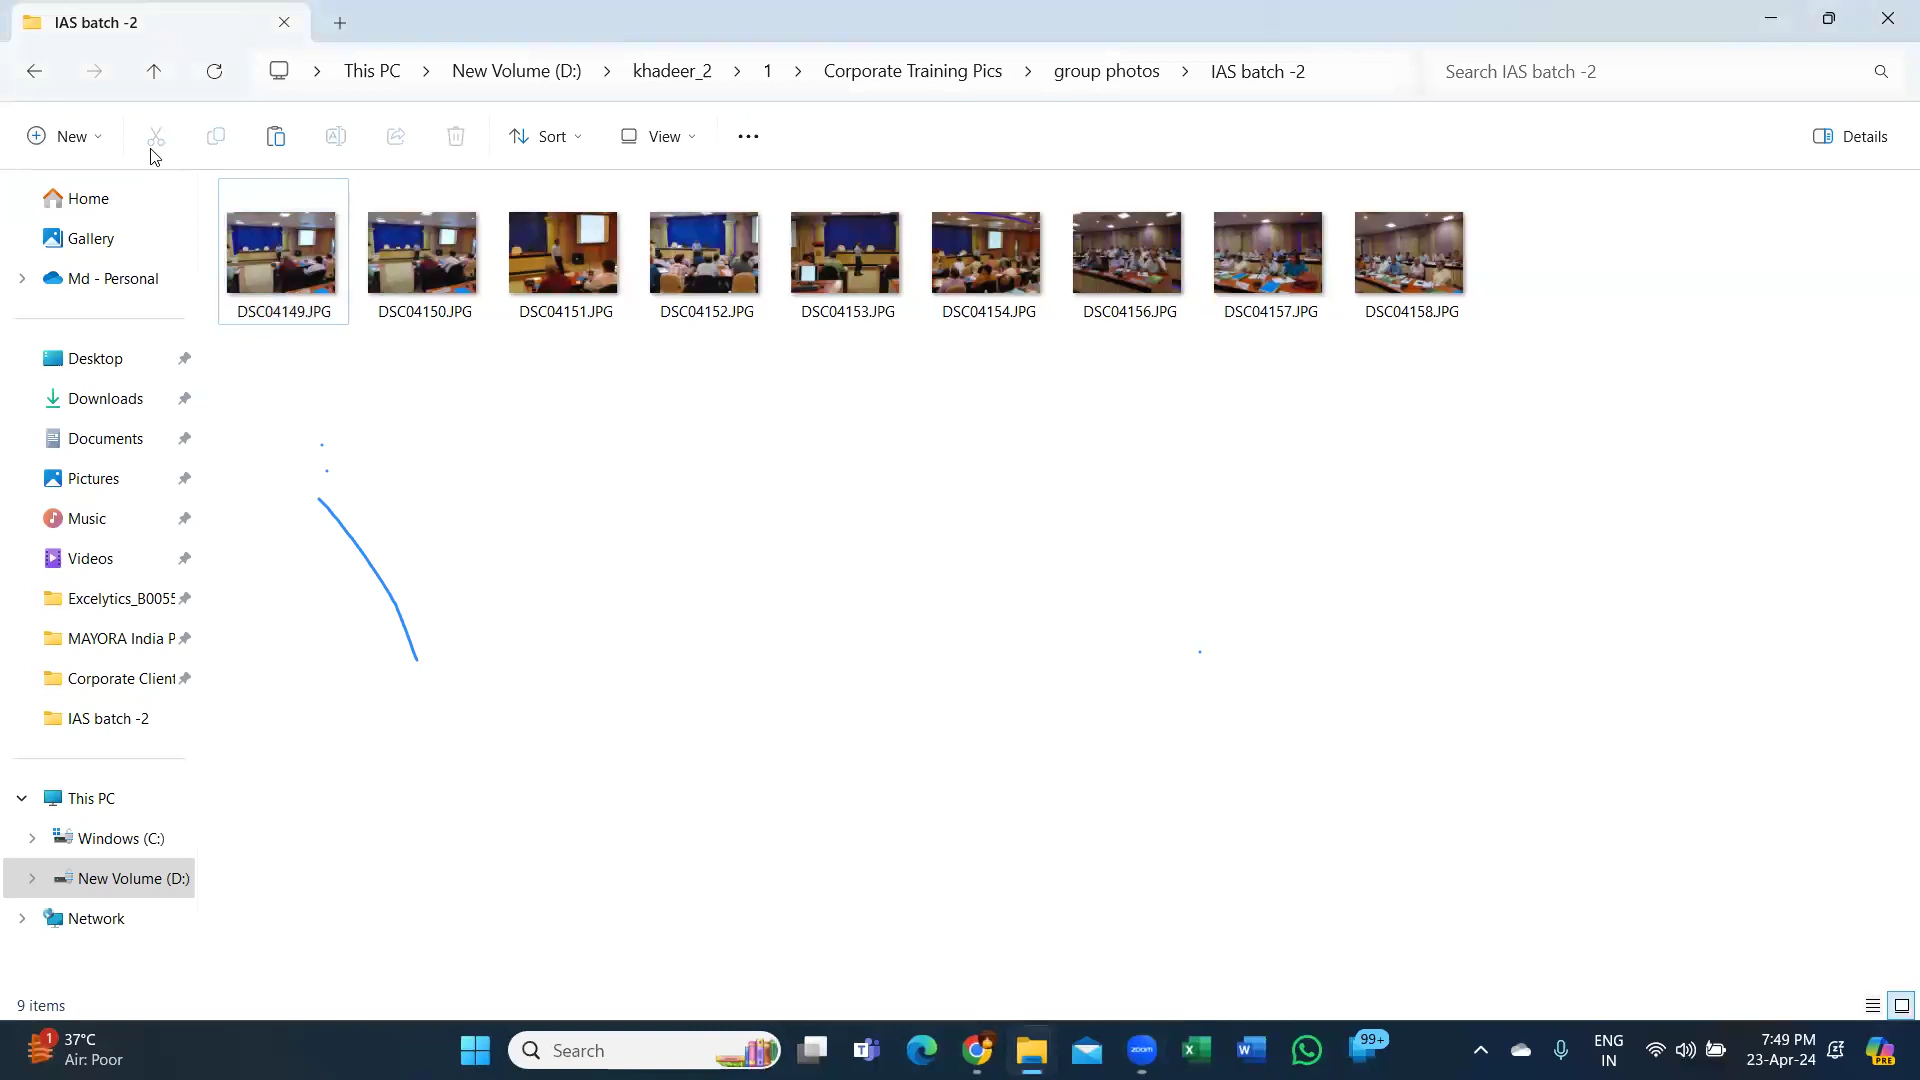 IAS batch -2
This PC
New Volume (D:)
khadeer_2
1
Corporate Training Pics
group photos
IAS batch -2
Search IAS batch -2
New
Sort
View
Details
Home
Gallery
Md - Personal
Desktop
Downloads
Documents
Pictures
Music
Videos
Excelytics_B0055
MAYORA India P
Corporate Client
IAS batch -2
This PC
Windows (C:)
New Volume (D:)
Network
DSC04149.JPG
DSC04150.JPG
DSC04151.JPG
DSC04152.JPG
DSC04153.JPG
DSC04154.JPG
DSC04156.JPG
DSC04157.JPG
DSC04158.JPG
9 items
1
37°C
Air: Poor
Search
zoom
99+
ENG
IN
7:49 PM
23-Apr-24
PRE